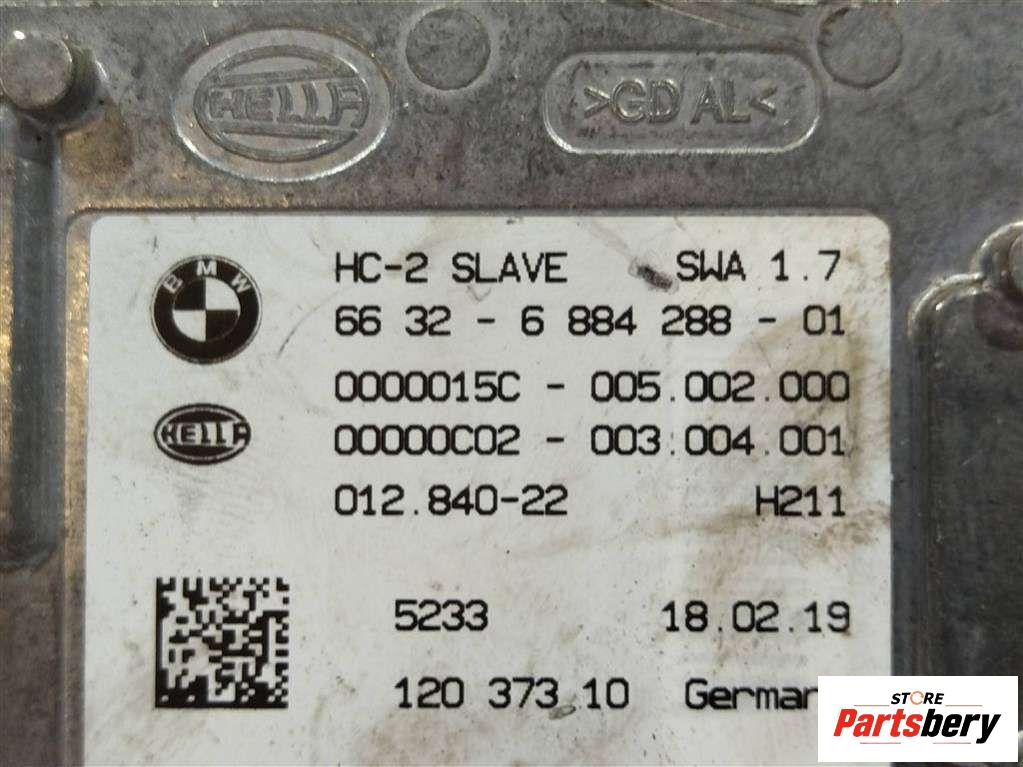 HELLA
>GD AL<
BMW
HC-2 SLAVE SWA 1.7
66 32 - 6 884 288 - 01
0000015C - 005.002.000
HELLA
00000C02 - 003.004.001
012.840-22 H211
5233 18.02.19
120 373 10 German
STORE
Partsbery